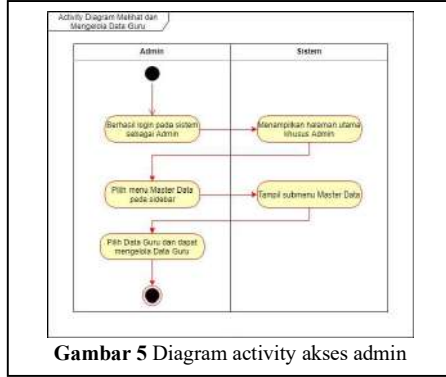 Activity Diagram Melihat dan
Mengelola Data Guru
Admin
Sistem
Berhasil login pada sistem
sebagai Admin
Menampilkan halaman utama
khusus Admin
Pilih menu Master Data
pada sidebar
Tampil submenu Master Data
Pilih Data Guru dan dapat
mengelola Data Guru
Gambar 5 Diagram activity akses admin